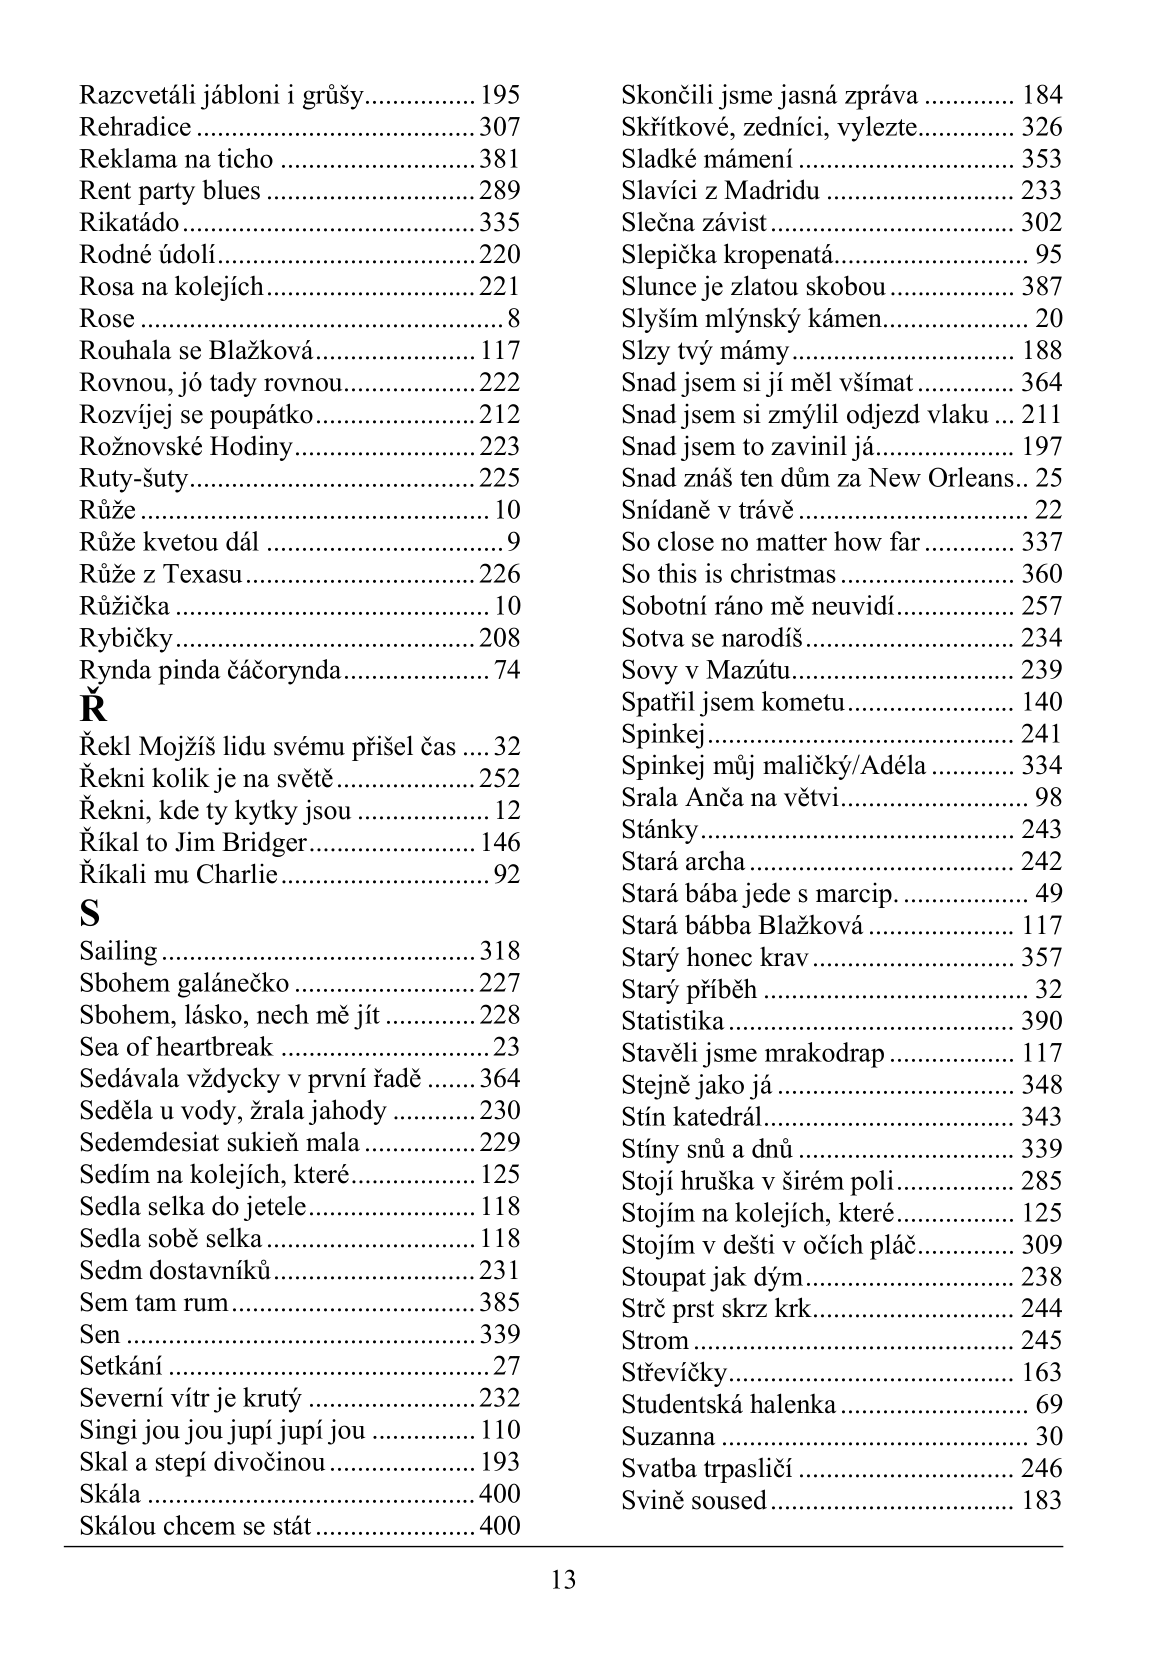 Razcvetáli jábloni i grůšy................ 195
Rehradice ........................................ 307
Reklama na ticho ............................ 381
Rent party blues .............................. 289
Rikatádo .......................................... 335
Rodné údolí..................................... 220
Rosa na kolejích.............................. 221
Rose .................................................... 8
Rouhala se Blažková....................... 117
Rovnou, jó tady rovnou................... 222
Rozvíjej se poupátko....................... 212
Rožnovské Hodiny.......................... 223
Ruty-šuty......................................... 225
Růže .................................................. 10
Růže kvetou dál .................................. 9
Růže z Texasu................................. 226
Růžička ............................................. 10
Rybičky........................................... 208
Rynda pinda čáčorynda..................... 74
Ř
Řekl Mojžíš lidu svému přišel čas .... 32
Řekni kolik je na světě.................... 252
Řekni, kde ty kytky jsou ................... 12
Říkal to Jim Bridger........................ 146
Říkali mu Charlie.............................. 92
S
Sailing............................................. 318
Sbohem galánečko .......................... 227
Sbohem, lásko, nech mě jít ............. 228
Sea of heartbreak .............................. 23
Sedávala vždycky v první řadě ....... 364
Seděla u vody, žrala jahody ............ 230
Sedemdesiat sukieň mala ................ 229
Sedím na kolejích, které.................. 125
Sedla selka do jetele........................ 118
Sedla sobě selka.............................. 118
Sedm dostavníků............................. 231
Sem tam rum................................... 385
Sen .................................................. 339
Setkání .............................................. 27
Severní vítr je krutý ........................ 232
Singi jou jou jupí jupí jou ............... 110
Skal a stepí divočinou..................... 193
Skála ............................................... 400
Skálou chcem se stát....................... 400
Skončili jsme jasná zpráva ............. 184
Skřítkové, zedníci, vylezte.............. 326
Sladké mámení ............................... 353
Slavíci z Madridu ........................... 233
Slečna závist................................... 302
Slepička kropenatá............................ 95
Slunce je zlatou skobou.................. 387
Slyším mlýnský kámen..................... 20
Slzy tvý mámy................................ 188
Snad jsem si jí měl všímat.............. 364
Snad jsem si zmýlil odjezd vlaku ... 211
Snad jsem to zavinil já.................... 197
Snad znáš ten dům za New Orleans.. 25
Snídaně v trávě ................................. 22
So close no matter how far ............. 337
So this is christmas......................... 360
Sobotní ráno mě neuvidí................. 257
Sotva se narodíš.............................. 234
Sovy v Mazútu................................ 239
Spatřil jsem kometu........................ 140
Spinkej............................................ 241
Spinkej můj maličký/Adéla ............ 334
Srala Anča na větvi........................... 98
Stánky............................................. 243
Stará archa ...................................... 242
Stará bába jede s marcip. .................. 49
Stará bábba Blažková ..................... 117
Starý honec krav............................. 357
Starý příběh ...................................... 32
Statistika ......................................... 390
Stavěli jsme mrakodrap .................. 117
Stejně jako já .................................. 348
Stín katedrál.................................... 343
Stíny snů a dnů ............................... 339
Stojí hruška v širém poli................. 285
Stojím na kolejích, které................. 125
Stojím v dešti v očích pláč.............. 309
Stoupat jak dým.............................. 238
Strč prst skrz krk............................. 244
Strom .............................................. 245
Střevíčky......................................... 163
Studentská halenka........................... 69
Suzanna ............................................ 30
Svatba trpasličí ............................... 246
Svině soused................................... 183
13